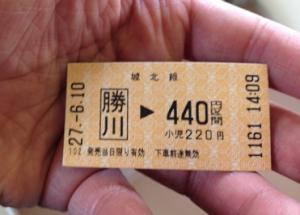 城北線
27.-6.10
勝川 ▶ 440円区間
小児220円
1161 14:09
発売当日限り有効 下車前途無効